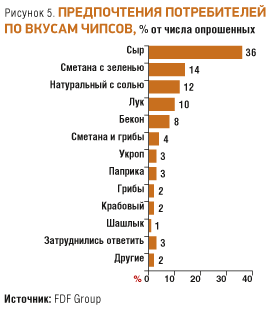 Рисунок 5. ПРЕДПОЧТЕНИЯ ПОТРЕБИТЕЛЕЙ
ПО ВКУСАМ ЧИПСОВ, % от числа опрошенных
Сыр 36
Сметана с зеленью 14
Натуральный с солью 12
Лук 10
Бекон 8
Сметана и грибы 4
Укроп 3
Паприка 3
Грибы 2
Крабовый 2
Шашлык 1
Затруднились ответить 3
Другие 2
% 0 10 20 30 40
Источник: FDF Group